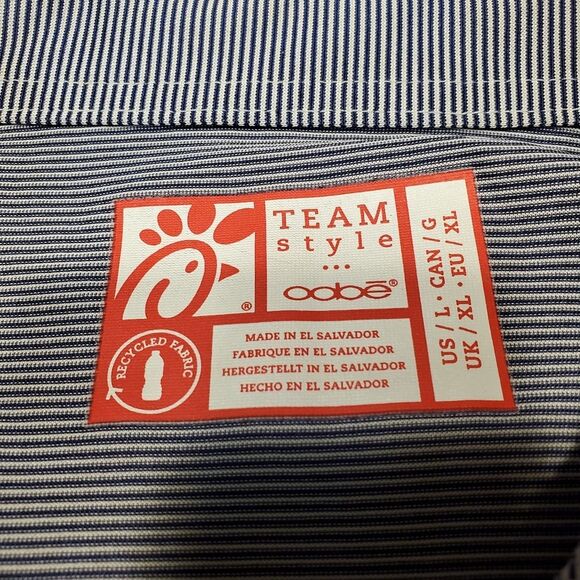 TEAM
style
...
oobē®
®
RECYCLED FABRIC
MADE IN EL SALVADOR
FABRIQUE EN EL SALVADOR
HERGESTELLT IN EL SALVADOR
HECHO EN EL SALVADOR
US / L · CAN / G
UK / XL · EU / XL